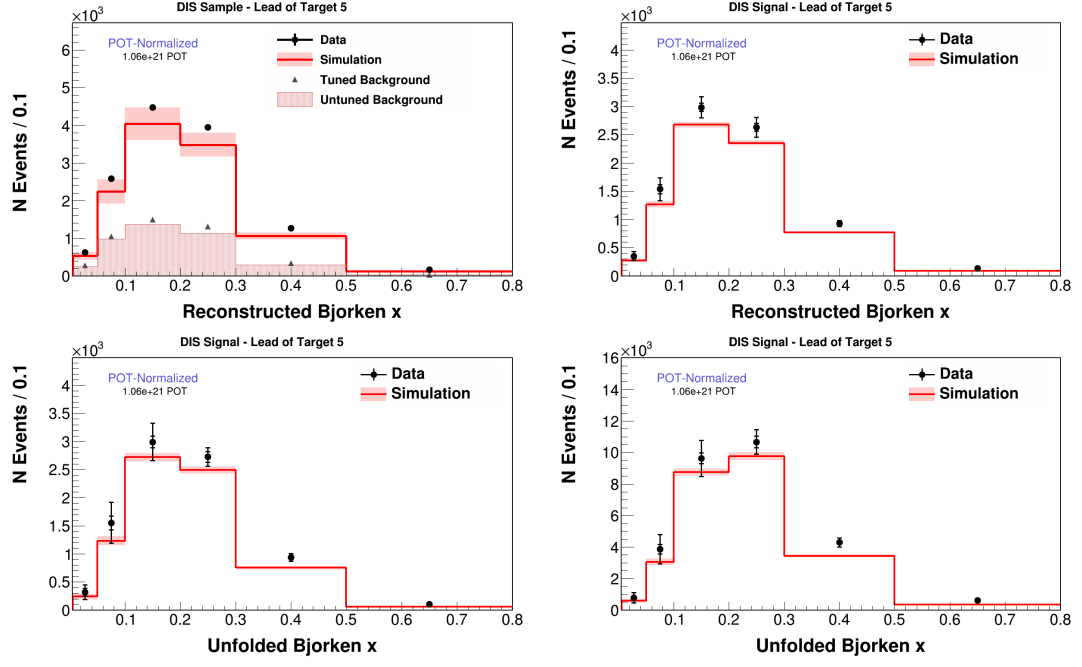 DIS Sample - Lead of Target 5
×10³
POT-Normalized
1.06e+21 POT
Data
Simulation
Tuned Background
Untuned Background
N Events / 0.1
6
5
4
3
2
1
0
0.1 0.2 0.3 0.4 0.5 0.6 0.7 0.8
Reconstructed Bjorken x
DIS Signal - Lead of Target 5
×10³
POT-Normalized
1.06e+21 POT
Data
Simulation
N Events / 0.1
4
3.5
3
2.5
2
1.5
1
0.5
0
0.1 0.2 0.3 0.4 0.5 0.6 0.7 0.8
Reconstructed Bjorken x
DIS Signal - Lead of Target 5
×10³
POT-Normalized
1.06e+21 POT
Data
Simulation
N Events / 0.1
4
3.5
3
2.5
2
1.5
1
0.5
0
0.1 0.2 0.3 0.4 0.5 0.6 0.7 0.8
Unfolded Bjorken x
DIS Signal - Lead of Target 5
×10³
POT-Normalized
1.06e+21 POT
Data
Simulation
N Events / 0.1
16
14
12
10
8
6
4
2
0
0.1 0.2 0.3 0.4 0.5 0.6 0.7 0.8
Unfolded Bjorken x